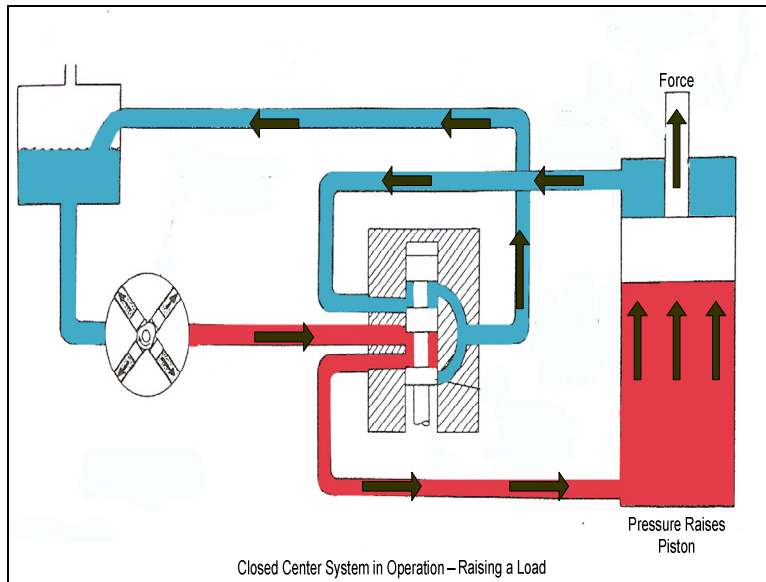 Force
Pressure Raises
Piston
Closed Center System in Operation – Raising a Load